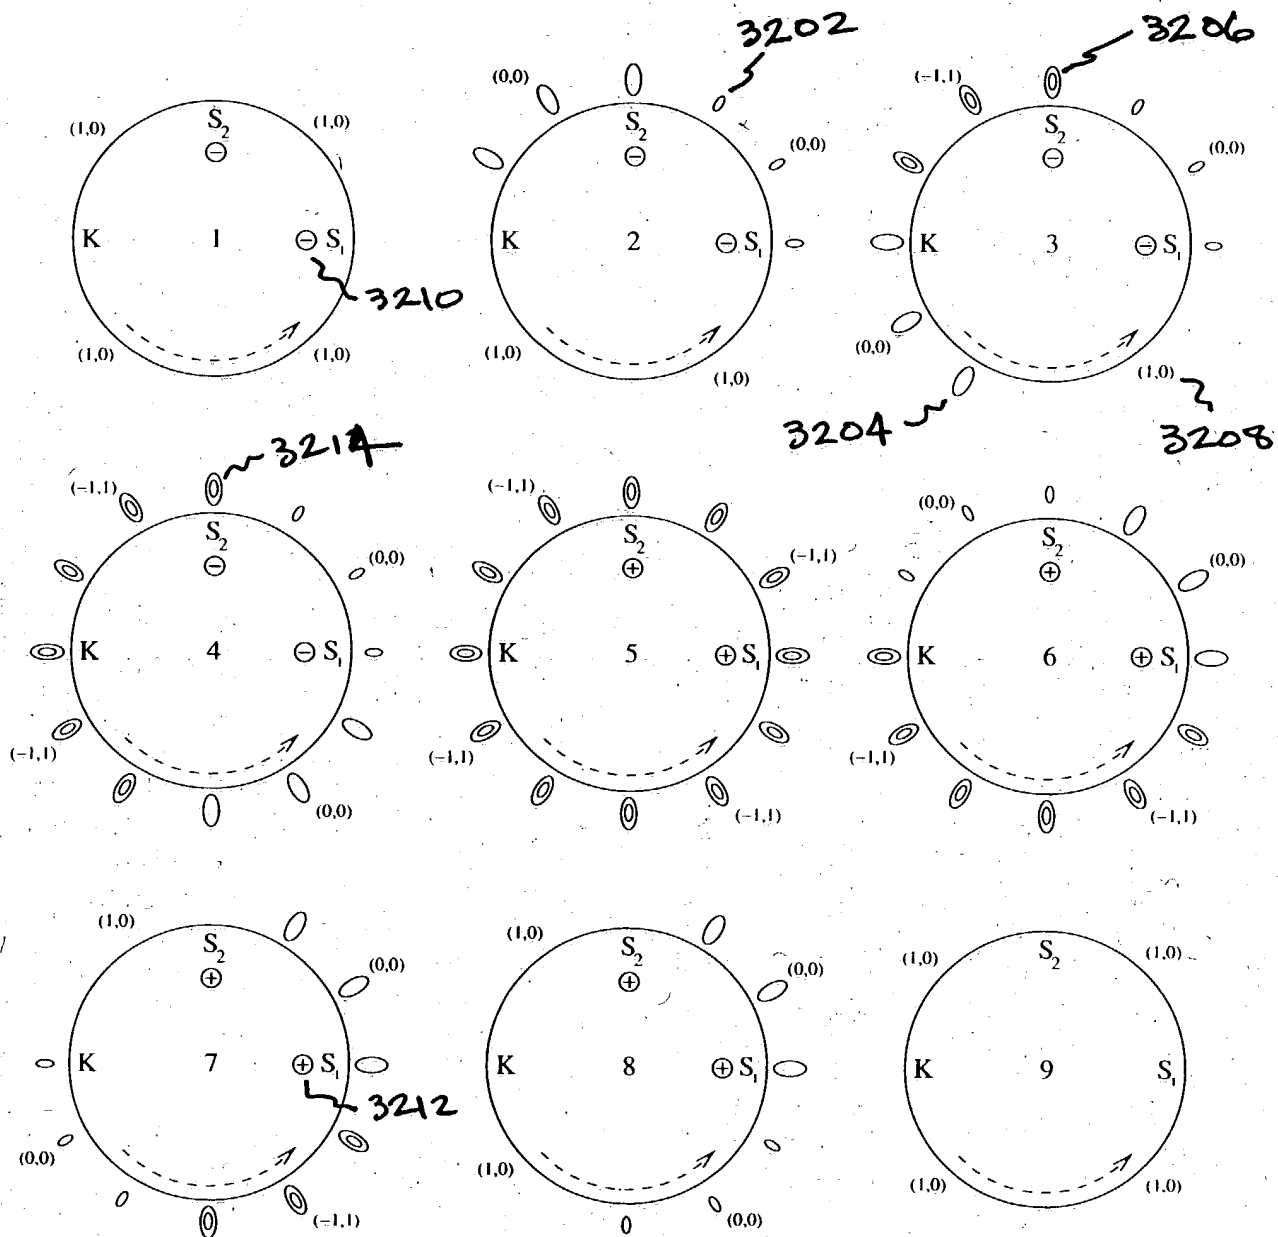 3202
3206
(0,0)
(-1,1)
(1,0)
S2
(1,0)
S2
(0,0)
S2
(0,0)
K
1
S1
K
2
S1
K
3
S1
3210
(1,0)
(1,0)
(1,0)
(1,0)
(0,0)
(1,0)
3204
3208
3214
(-1,1)
(-1,1)
(0,0)
S2
(0,0)
S2
(-1,1)
S2
(0,0)
K
4
S1
K
5
S1
K
6
S1
(-1,1)
(0,0)
(-1,1)
(-1,1)
(-1,1)
(-1,1)
(1,0)
S2
(0,0)
(1,0)
S2
(0,0)
(1,0)
S2
(1,0)
K
7
S1
K
8
S1
K
9
S1
3212
(0,0)
(-1,1)
(1,0)
(0,0)
(1,0)
(1,0)